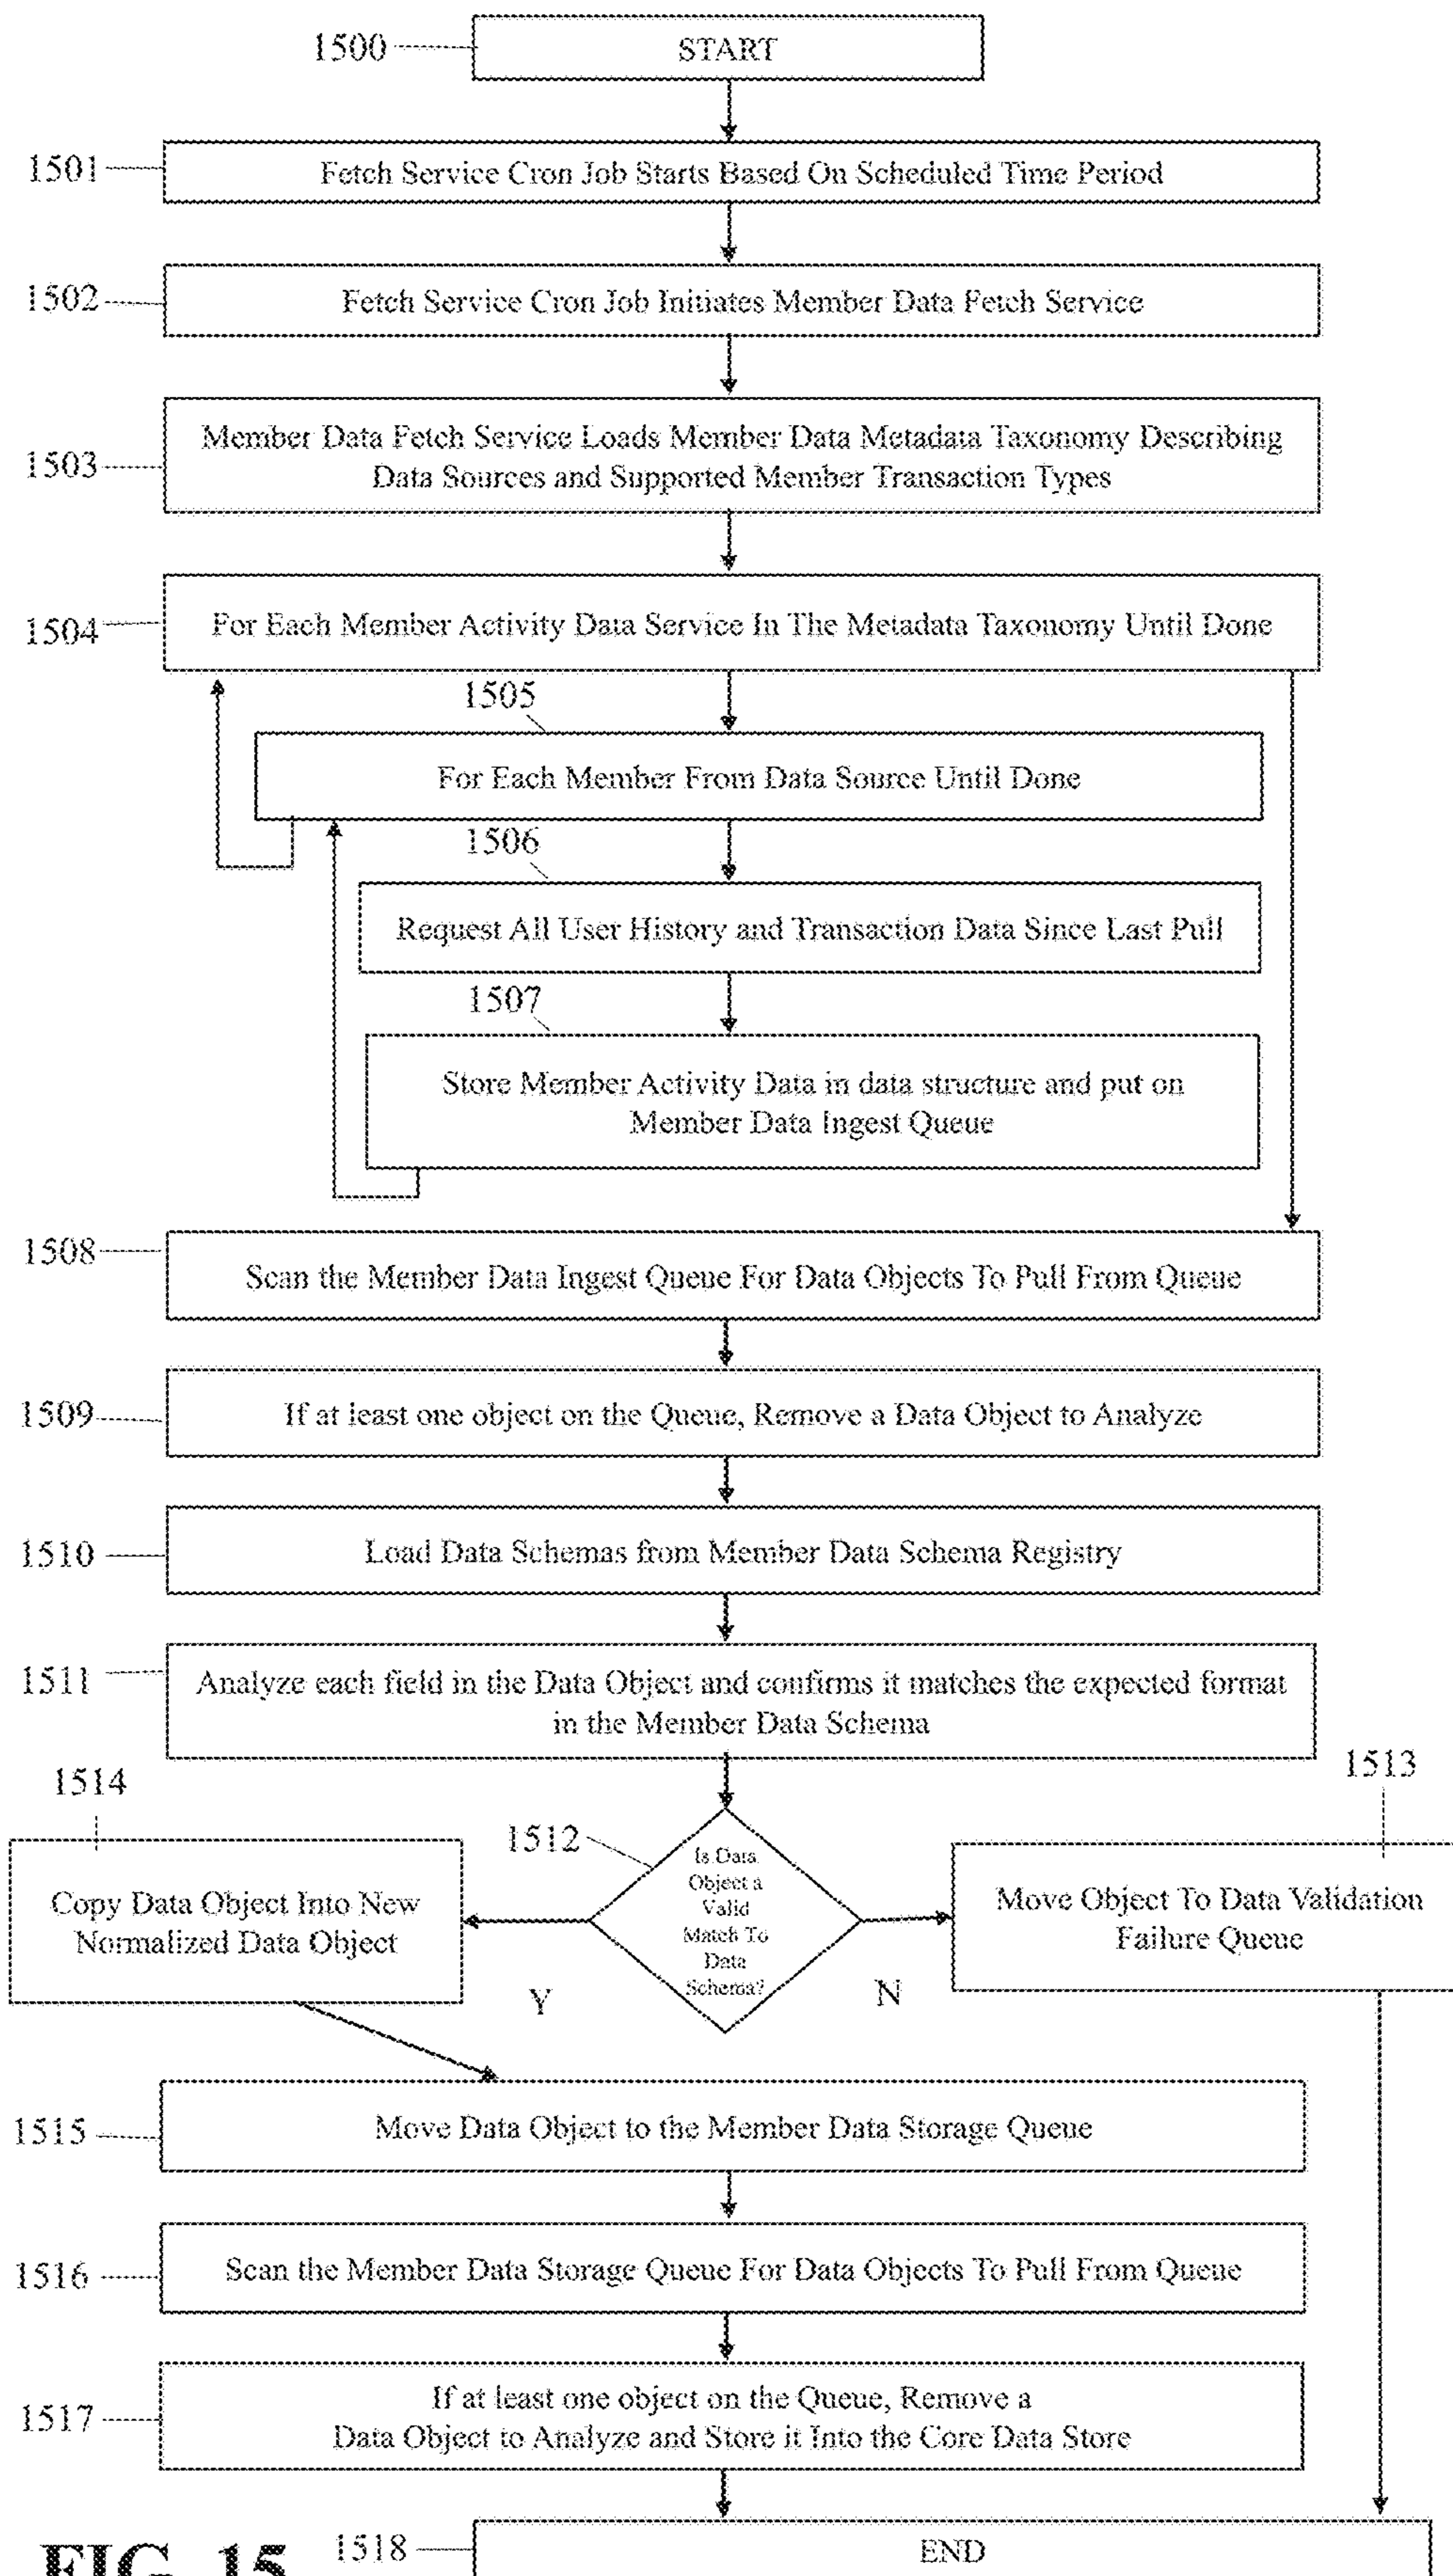 1500
START
1501
Fetch Service Cron Job Starts Based On Scheduled Time Period
1502
Fetch Service Cron Job Initiates Member Data Fetch Service
1503
Member Data Fetch Service Loads Member Data Metadata Taxonomy Describing
Data Sources and Supported Member Transaction Types
1504
For Each Member Activity Data Service In The Metadata Taxonomy Until Done
1505
For Each Member From Data Source Until Done
1506
Request All User History and Transaction Data Since Last Pull
1507
Store Member Activity Data in data structure and put on
Member Data Ingest Queue
1508
Scan the Member Data Ingest Queue For Data Objects To Pull From Queue
1509
If at least one object on the Queue, Remove a Data Object to Analyze
1510
Load Data Schemas from Member Data Schema Registry
1511
Analyze each field in the Data Object and confirms it matches the expected format
in the Member Data Schema
1512
Is Data
Object a
Valid
Match To
Data
Schema?
Y
N
1513
Move Object To Data Validation
Failure Queue
1514
Copy Data Object Into New
Normalized Data Object
1515
Move Data Object to the Member Data Storage Queue
1516
Scan the Member Data Storage Queue For Data Objects To Pull From Queue
1517
If at least one object on the Queue, Remove a
Data Object to Analyze and Store it Into the Core Data Store
1518
END
FIG. 15